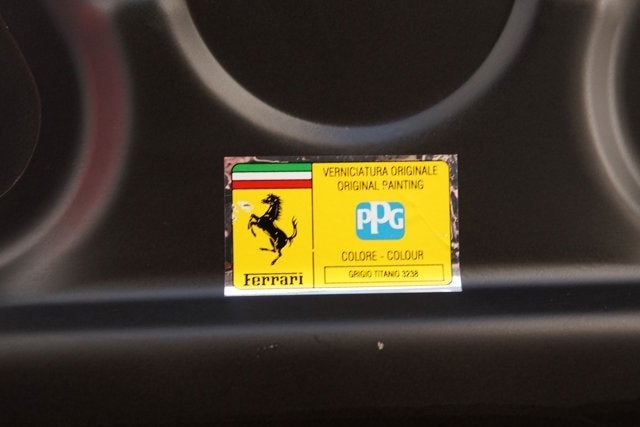 VERNICIATURA ORIGINALE
ORIGINAL PAINTING
PPG
COLORE - COLOUR
GRIGIO TITANIO 3238
Ferrari